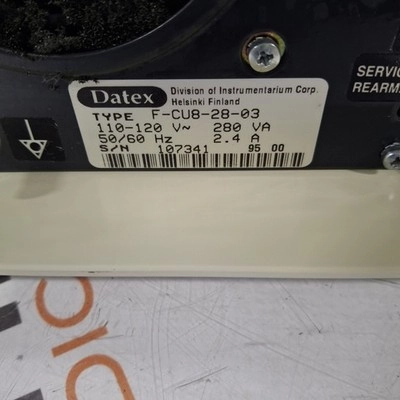 Datex
Division of Instrumentarium Corp.
Helsinki Finland
TYPE F-CU8-28-03
110-120 V~ 280 VA
50/60 Hz 2.4 A
S/N 107341 95 00
SERVIC
REARMA